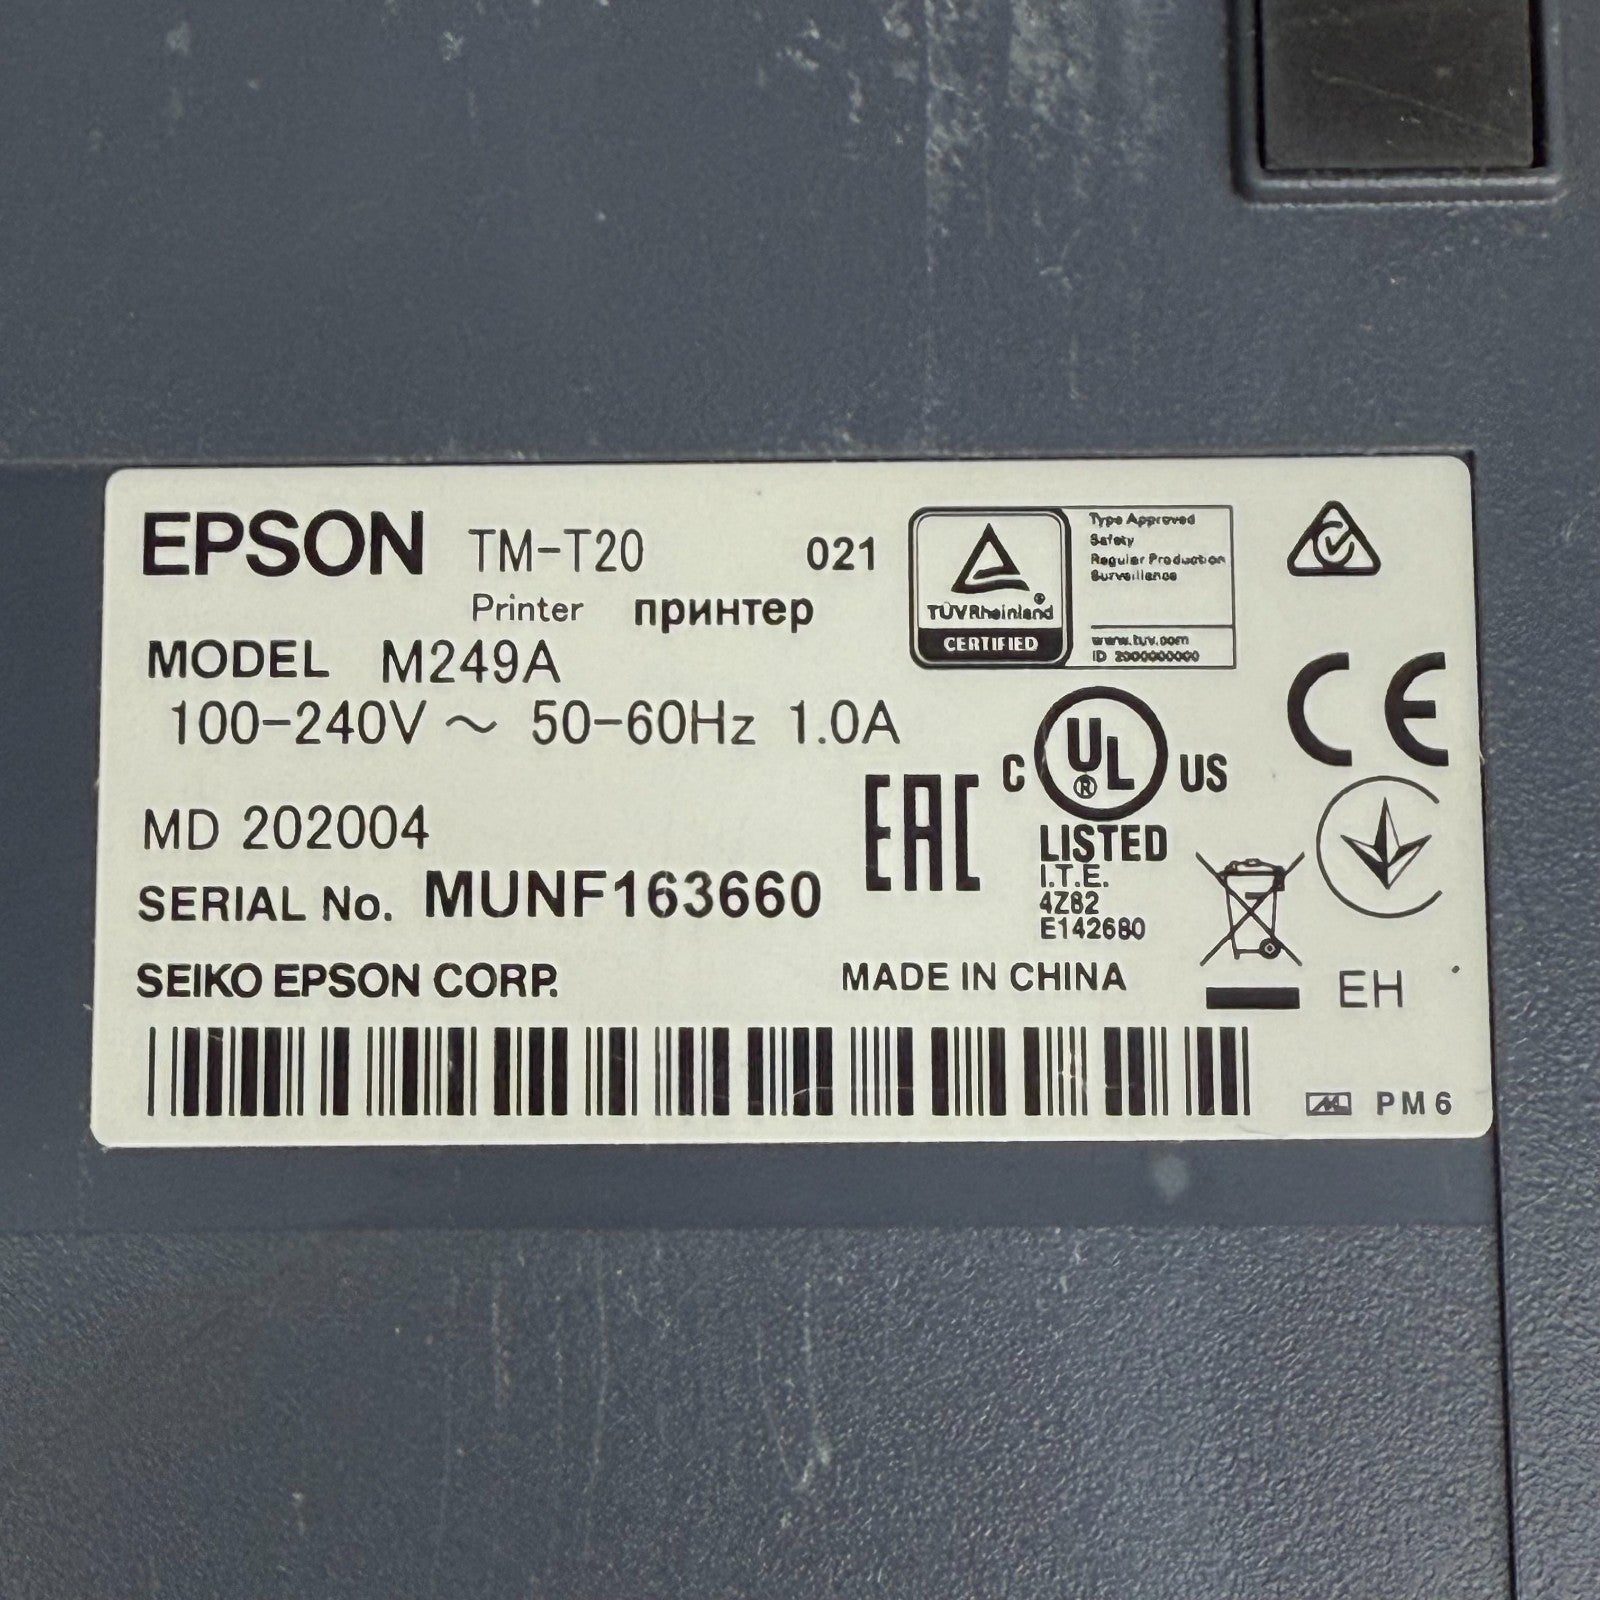 EPSON TM-T20 021
Printer принтер
MODEL M249A
100-240V ～ 50-60Hz 1.0A
MD 202004
SERIAL No. MUNF163660
SEIKO EPSON CORP.
MADE IN CHINA
TÜVRheinland®
CERTIFIED
Type Approved
Safety
Regular Production
Surveillance
www.tuv.com
ID 2000000000
CE
EAC
C UL® US
LISTED
I.T.E.
4Z82
E142680
EH
PM6